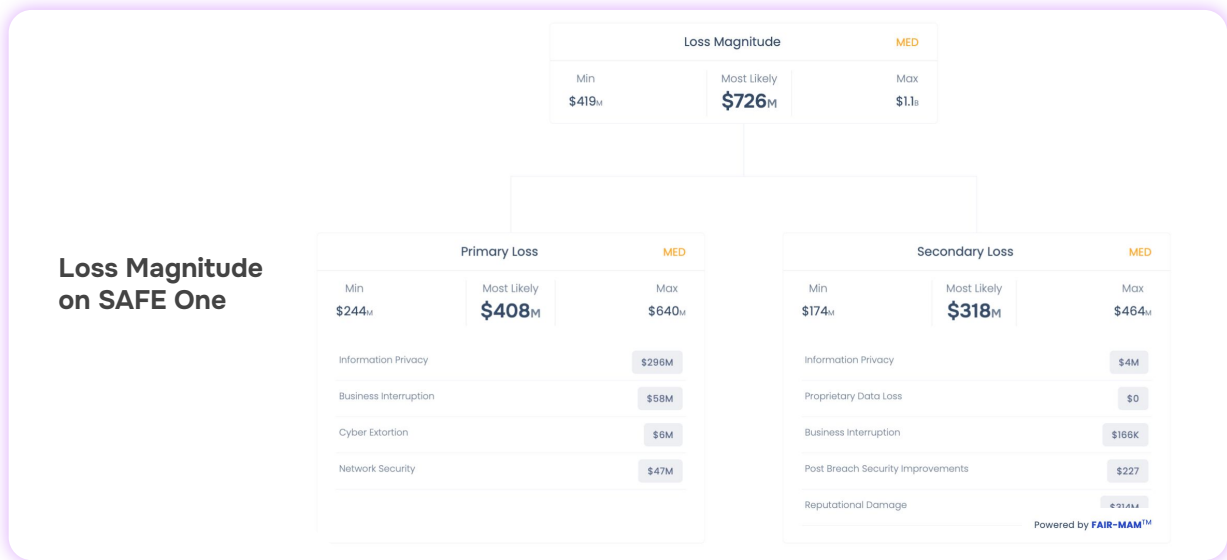 Loss Magnitude MED
Min Most Likely Max
$419M $726M $1.1B
Loss Magnitude
on SAFE One
Primary Loss MED
Min Most Likely Max
$244M $408M $640M
Information Privacy $296M
Business Interruption $58M
Cyber Extortion $6M
Network Security $47M
Secondary Loss MED
Min Most Likely Max
$174M $318M $464M
Information Privacy $4M
Proprietary Data Loss $0
Business Interruption $166K
Post Breach Security Improvements $227
Reputational Damage $314M
Powered by FAIR-MAM™